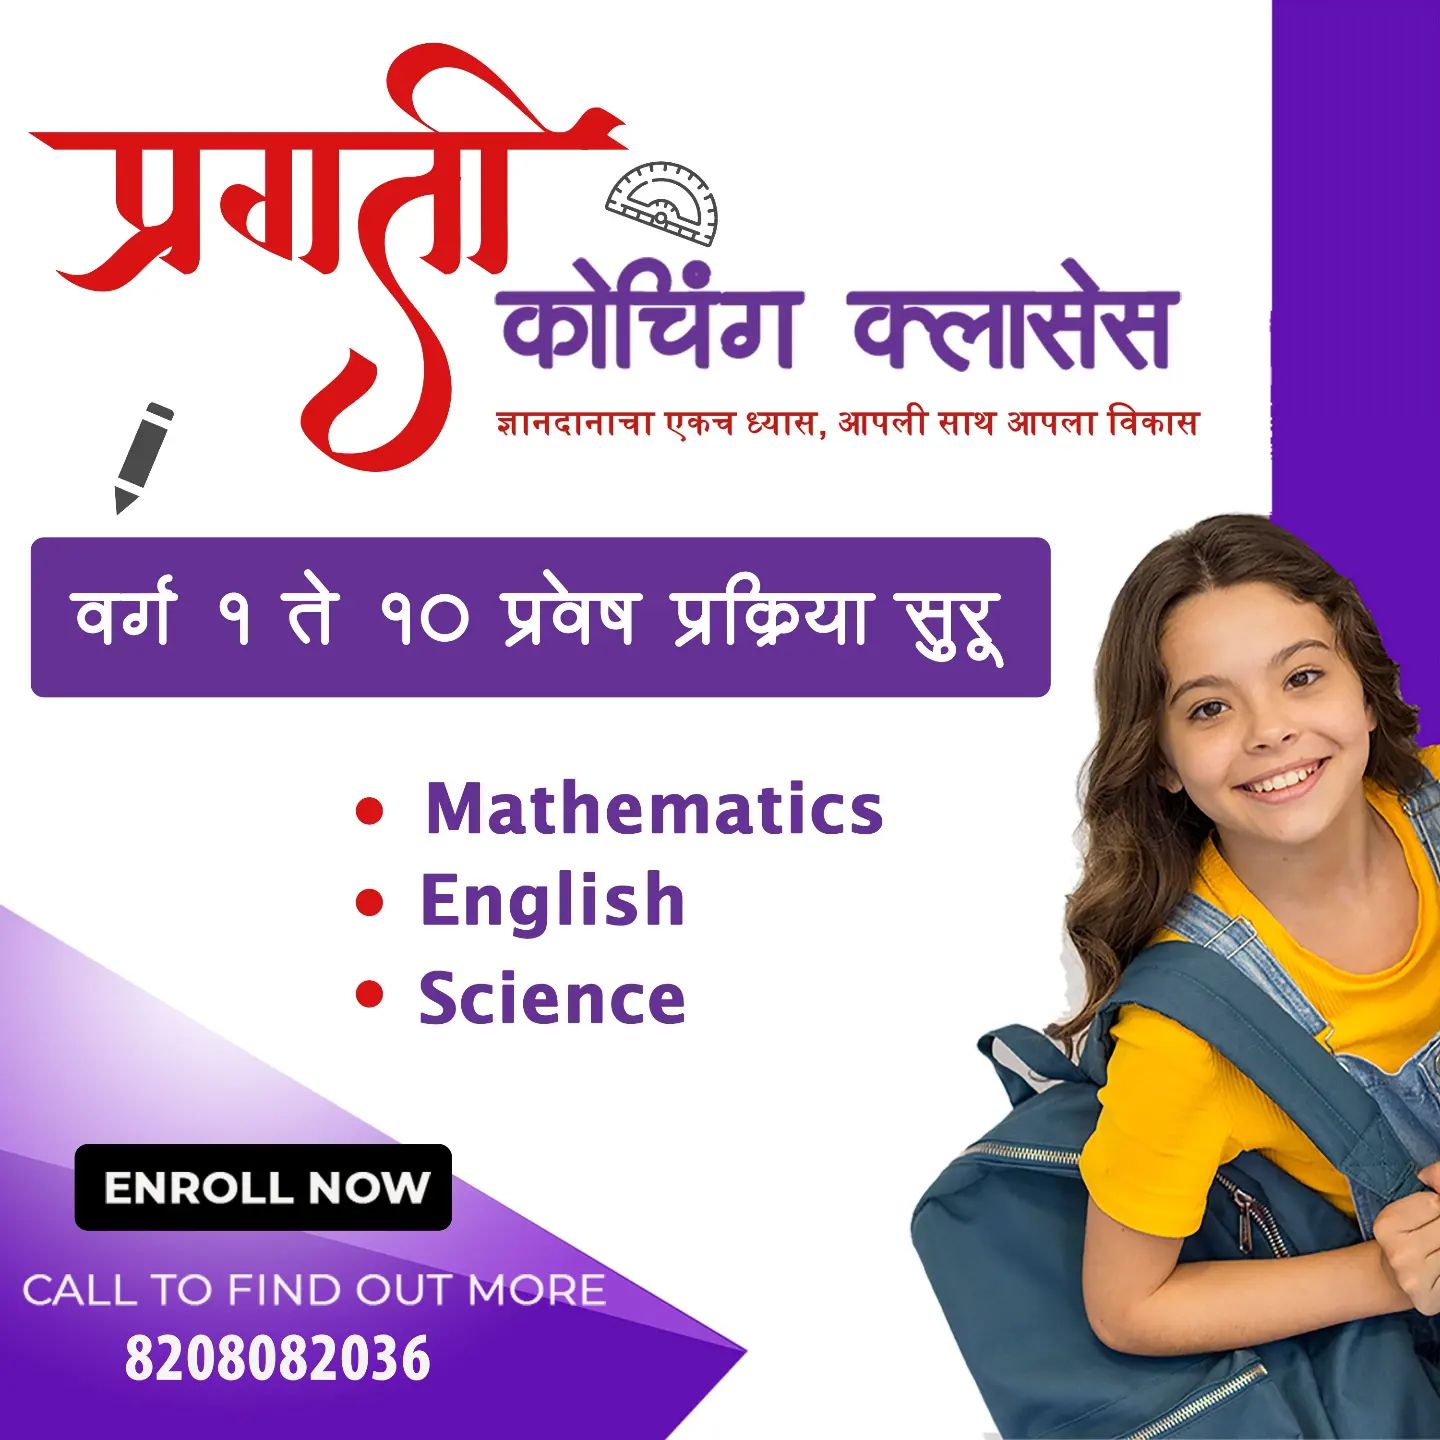 प्रगती
कोचिंग क्लासेस
ज्ञानदानाचा एकच ध्यास, आपली साथ आपला विकास
वर्ग १ ते १० प्रवेष प्रक्रिया सुरू
Mathematics
English
Science
ENROLL NOW
CALL TO FIND OUT MORE
8208082036